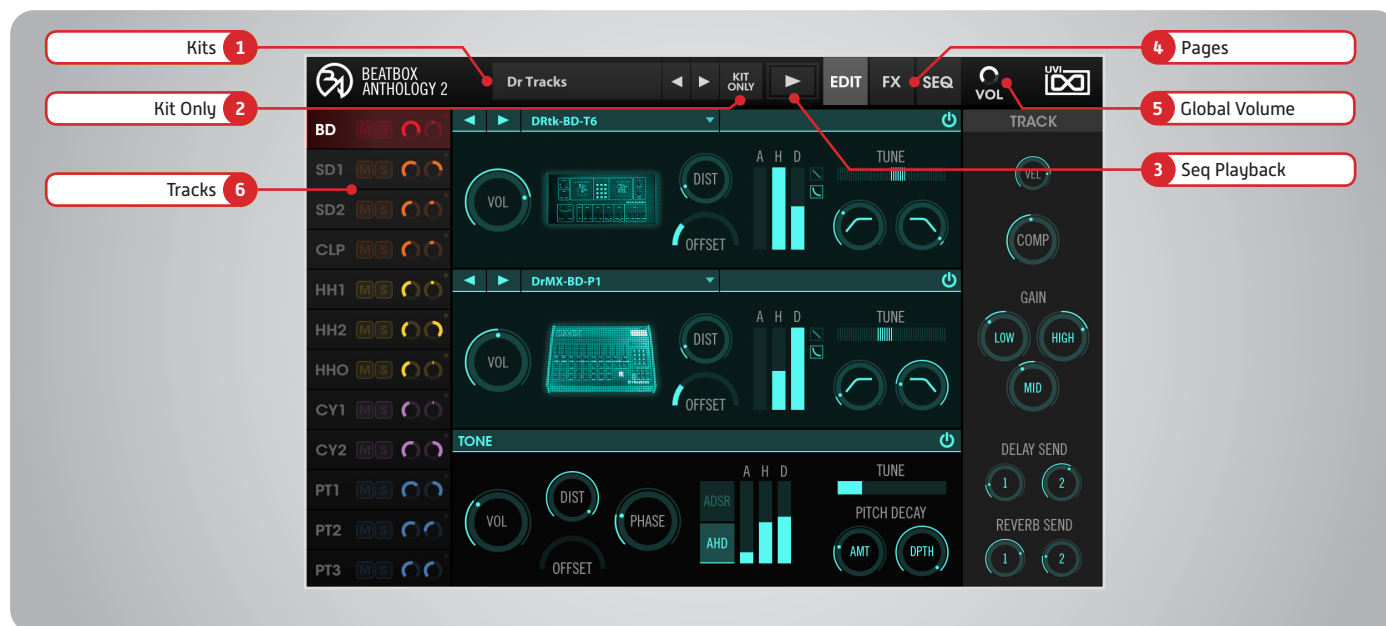 Kits 1
Kit Only 2
Tracks 6
4 Pages
5 Global Volume
3 Seq Playback
BEATBOX
ANTHOLOGY 2
Dr Tracks
KIT
ONLY
EDIT FX SEQ
VOL
UVI
BD M S
SD1 M S
SD2 M S
CLP M S
HH1 M S
HH2 M S
HHO M S
CY1 M S
CY2 M S
PT1 M S
PT2 M S
PT3 M S
DRtk-BD-T6
VOL
DIST
OFFSET
A H D
TUNE
DrMX-BD-P1
VOL
DIST
OFFSET
A H D
TUNE
TONE
VOL
DIST
PHASE
OFFSET
ADSR
AHD
A H D
TUNE
PITCH DECAY
AMT DPTH
TRACK
VEL
COMP
GAIN
LOW HIGH
MID
DELAY SEND
1 2
REVERB SEND
1 2